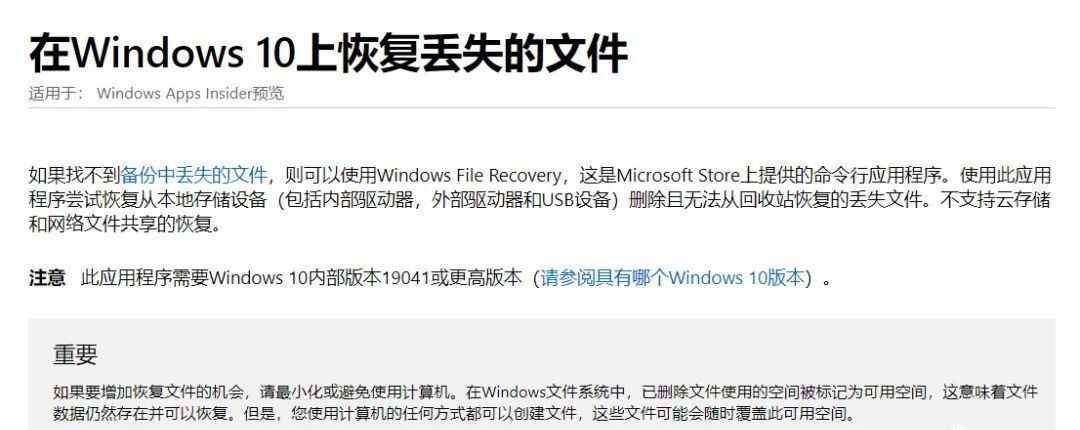 在Windows 10上恢复丢失的文件
适用于： Windows Apps Insider预览
如果找不到备份中丢失的文件，则可以使用Windows File Recovery，这是Microsoft Store上提供的命令行应用程序。使用此应用
程序尝试恢复从本地存储设备（包括内部驱动器，外部驱动器和USB设备）删除且无法从回收站恢复的丢失文件。不支持云存储
和网络文件共享的恢复。
注意 此应用程序需要Windows 10内部版本19041或更高版本（请参阅具有哪个Windows 10版本）。
重要
如果要增加恢复文件的机会，请最小化或避免使用计算机。在Windows文件系统中，已删除文件使用的空间被标记为可用空间，这意味着文件
数据仍然存在并可以恢复。但是，您使用计算机的任何方式都可以创建文件，这些文件可能会随时覆盖此可用空间。